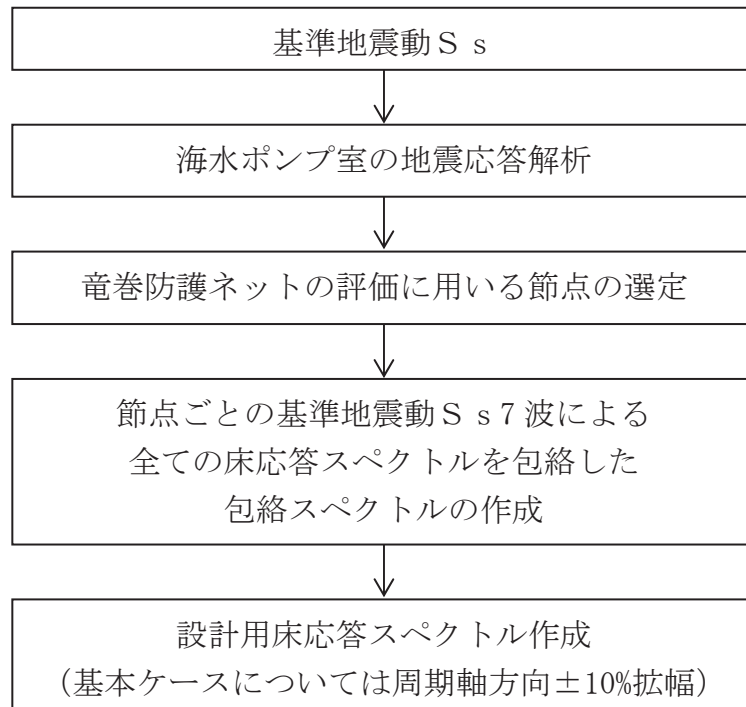 基準地震動Ｓｓ
海水ポンプ室の地震応答解析
竜巻防護ネットの評価に用いる節点の選定
節点ごとの基準地震動Ｓｓ７波による
全ての床応答スペクトルを包絡した
包絡スペクトルの作成
設計用床応答スペクトル作成
（基本ケースについては周期軸方向±10%拡幅）